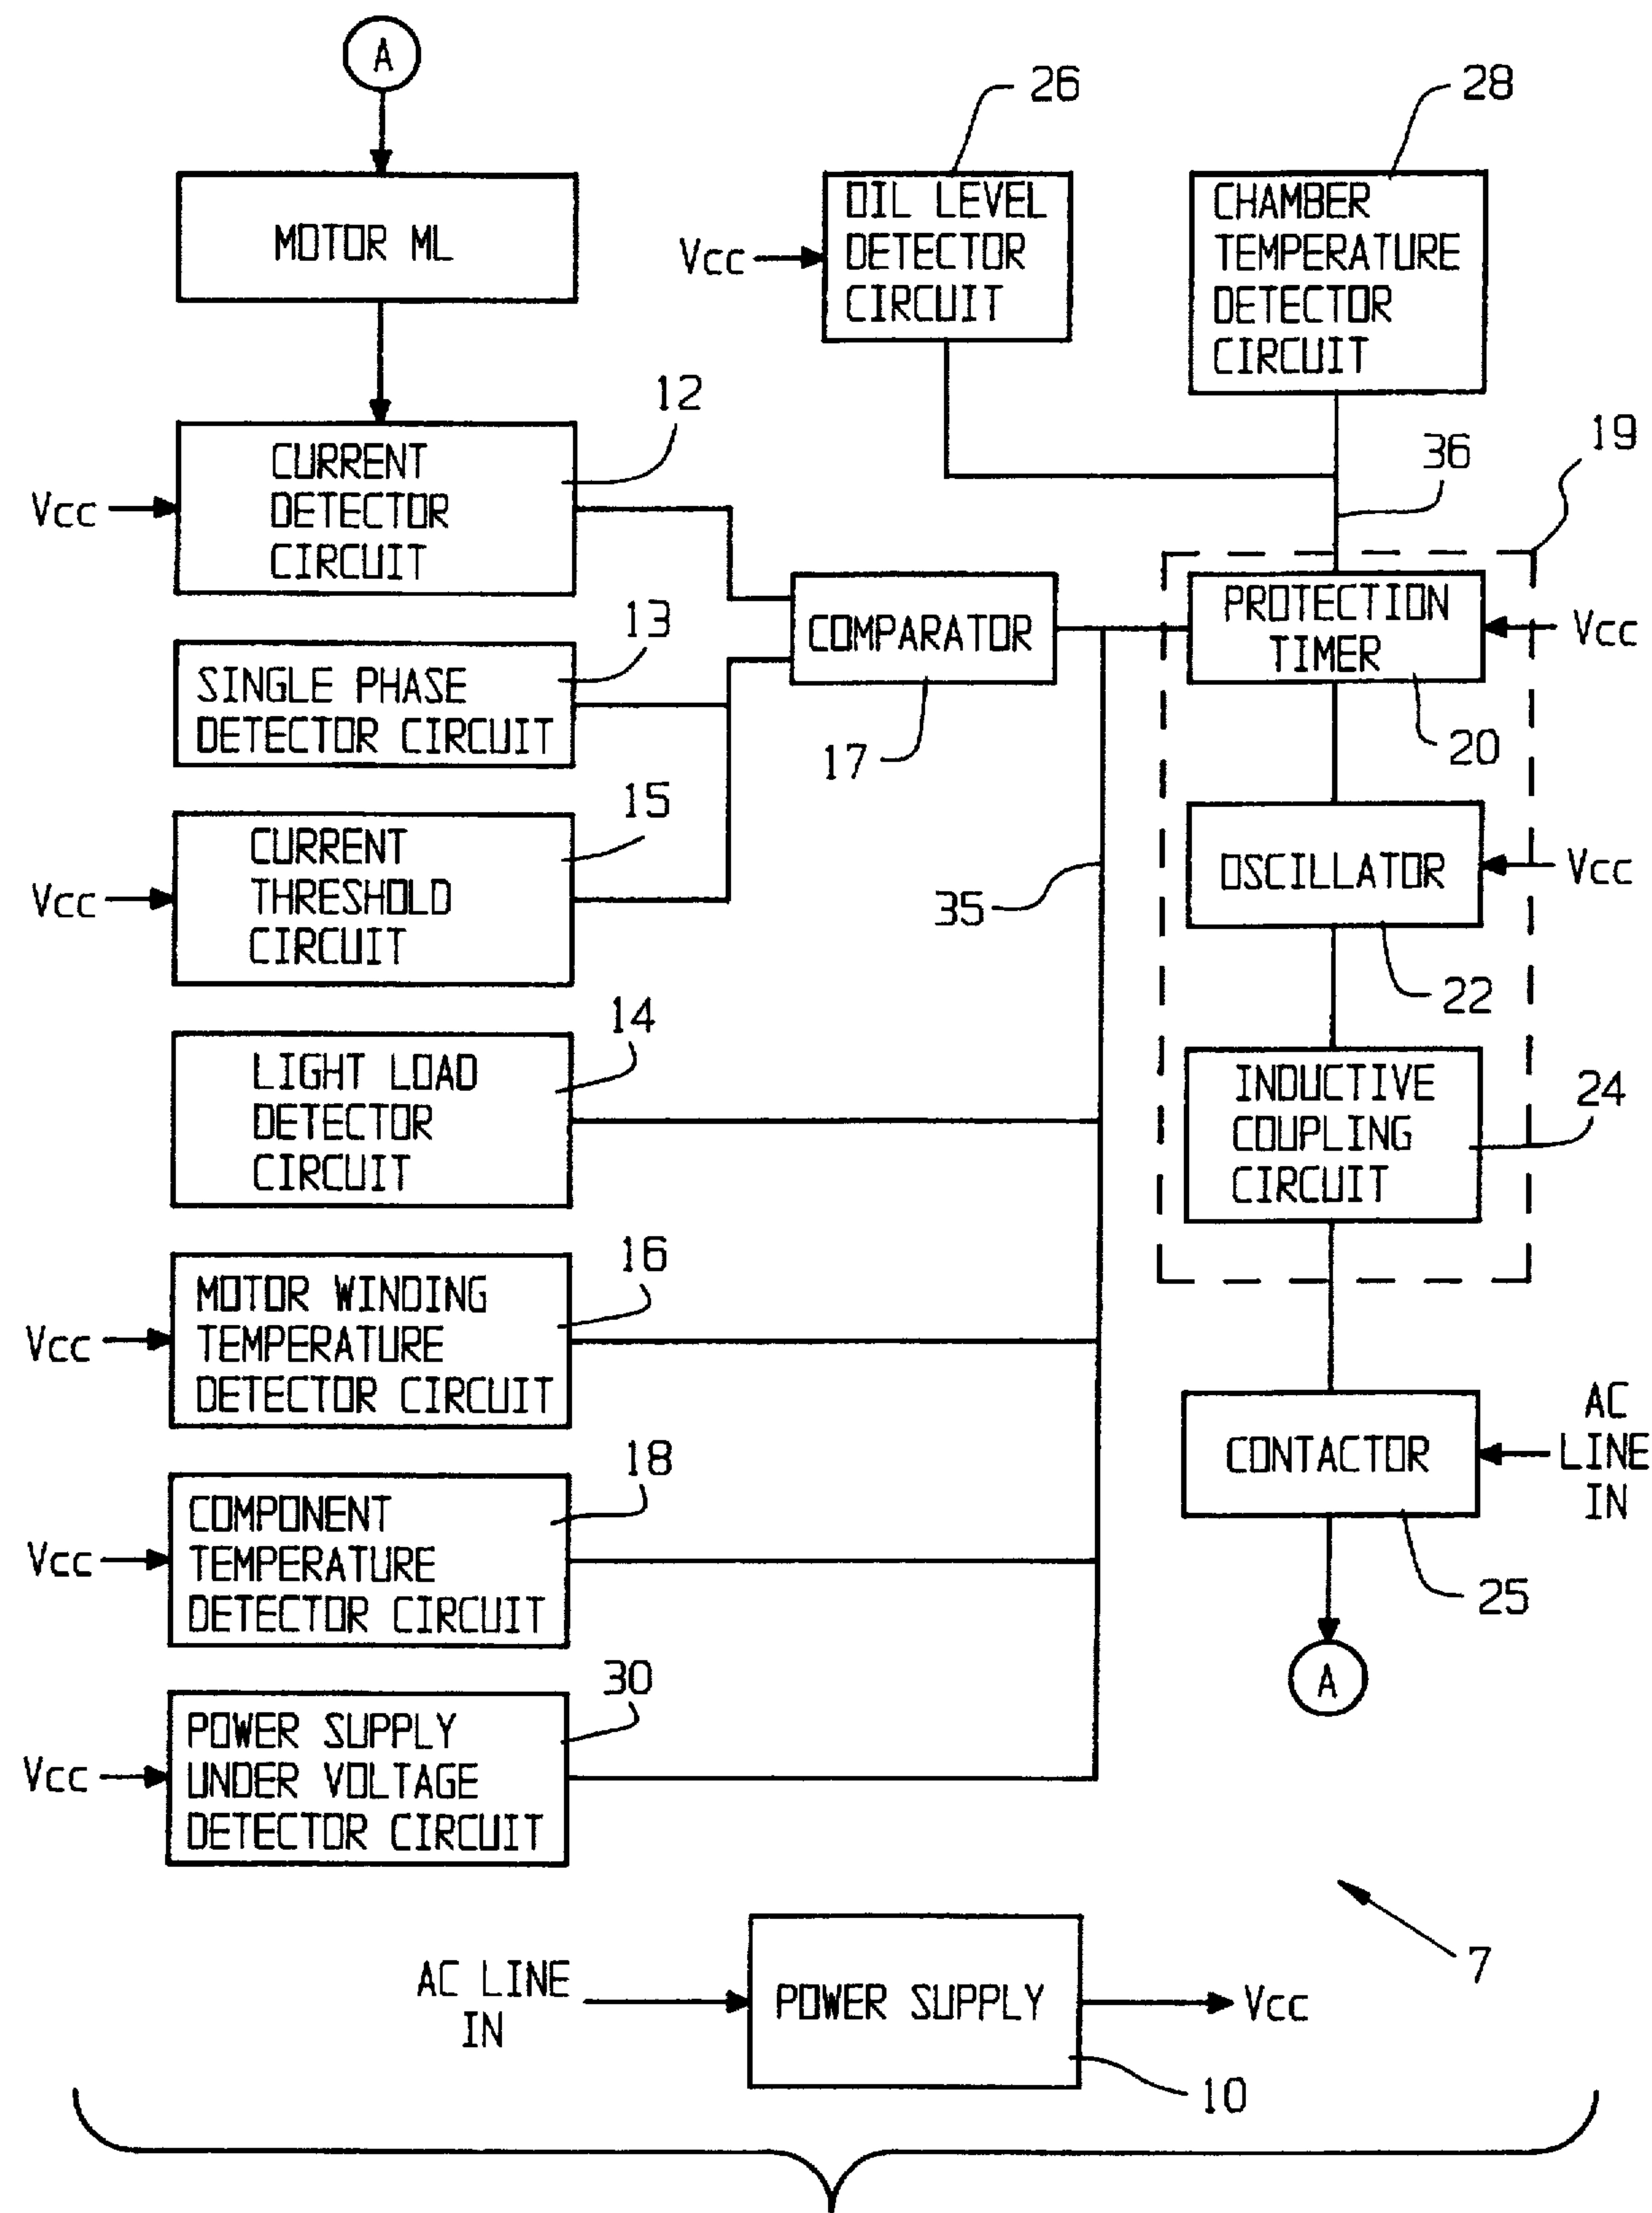 A
MOTOR ML
Vcc
CURRENT
DETECTOR
CIRCUIT
12
SINGLE PHASE
DETECTOR CIRCUIT
13
Vcc
CURRENT
THRESHOLD
CIRCUIT
15
LIGHT LOAD
DETECTOR
CIRCUIT
14
Vcc
MOTOR WINDING
TEMPERATURE
DETECTOR CIRCUIT
16
Vcc
COMPONENT
TEMPERATURE
DETECTOR CIRCUIT
18
Vcc
POWER SUPPLY
UNDER VOLTAGE
DETECTOR CIRCUIT
30
26
Vcc
OIL LEVEL
DETECTOR
CIRCUIT
28
CHAMBER
TEMPERATURE
DETECTOR
CIRCUIT
36
19
COMPARATOR
17
35
PROTECTION
TIMER
Vcc
20
OSCILLATOR
Vcc
22
INDUCTIVE
COUPLING
CIRCUIT
24
CONTACTOR
AC
LINE
IN
25
A
7
AC LINE
IN
POWER SUPPLY
Vcc
10